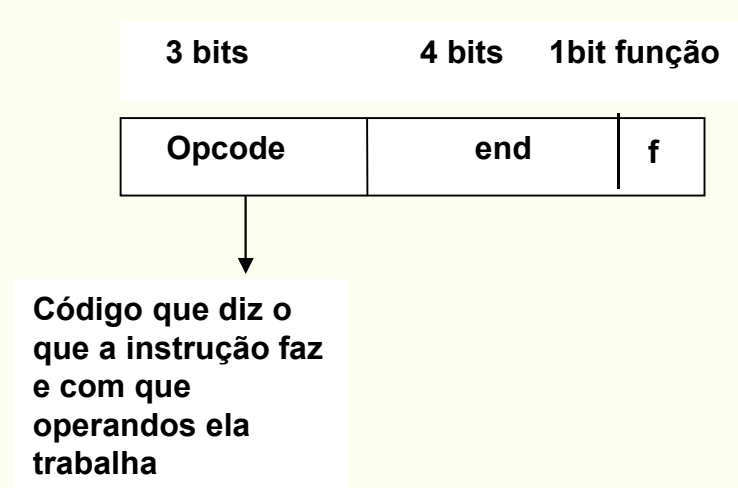 3 bits 4 bits 1bit função
Opcode end f
Código que diz o
que a instrução faz
e com que
operandos ela
trabalha